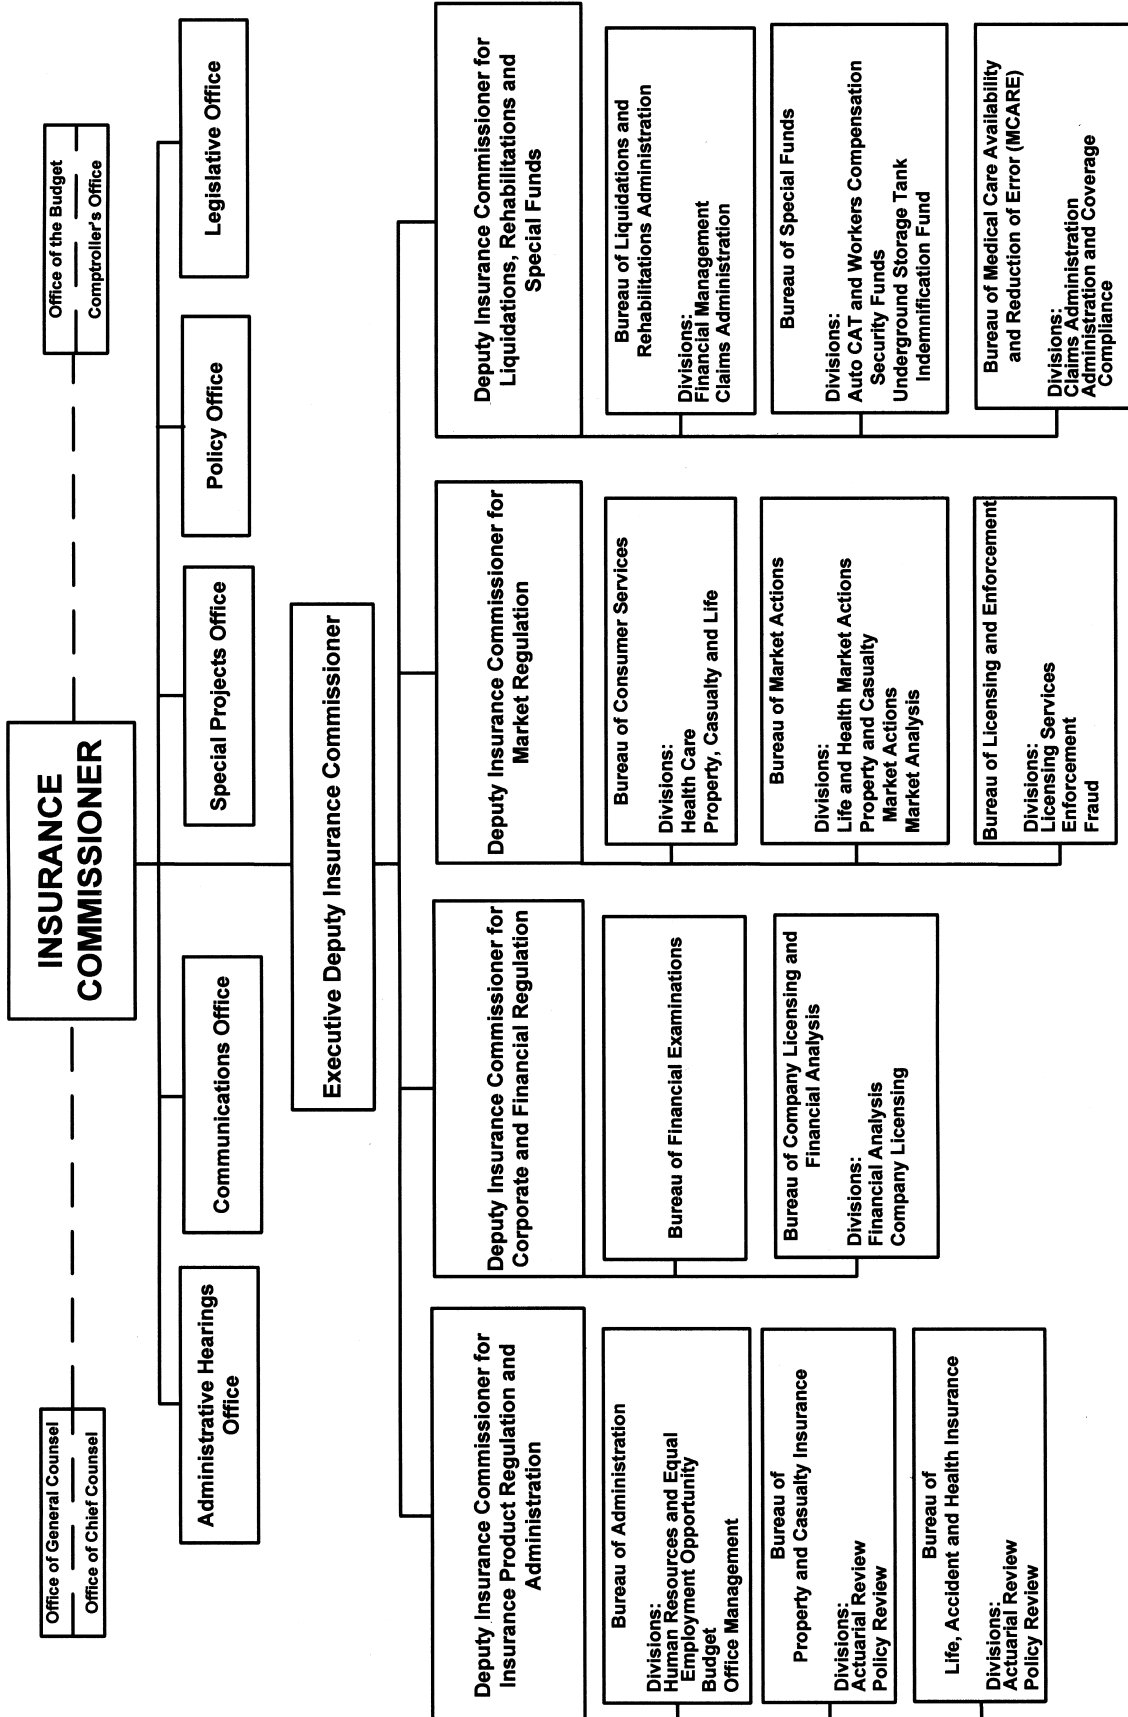 INSURANCE
COMMISSIONER
Office of General Counsel
Office of Chief Counsel
Office of the Budget
Comptroller's Office
Administrative Hearings
Office
Communications Office
Special Projects Office
Policy Office
Legislative Office
Executive Deputy Insurance Commissioner
Deputy Insurance Commissioner for
Insurance Product Regulation and
Administration
Bureau of Administration
Divisions:
Human Resources and Equal
Employment Opportunity
Budget
Office Management
Bureau of
Property and Casualty Insurance
Divisions:
Actuarial Review
Policy Review
Bureau of
Life, Accident and Health Insurance
Divisions:
Actuarial Review
Policy Review
Deputy Insurance Commissioner for
Corporate and Financial Regulation
Bureau of Financial Examinations
Bureau of Company Licensing and
Financial Analysis
Divisions:
Financial Analysis
Company Licensing
Deputy Insurance Commissioner for
Market Regulation
Bureau of Consumer Services
Divisions:
Health Care
Property, Casualty and Life
Bureau of Market Actions
Divisions:
Life and Health Market Actions
Property and Casualty
Market Actions
Market Analysis
Bureau of Licensing and Enforcement
Divisions:
Licensing Services
Enforcement
Fraud
Deputy Insurance Commissioner for
Liquidations, Rehabilitations and
Special Funds
Bureau of Liquidations and
Rehabilitations Administration
Divisions:
Financial Management
Claims Administration
Bureau of Special Funds
Divisions:
Auto CAT and Workers Compensation
Security Funds
Underground Storage Tank
Indemnification Fund
Bureau of Medical Care Availability
and Reduction of Error (MCARE)
Divisions:
Claims Administration
Administration and Coverage
Compliance